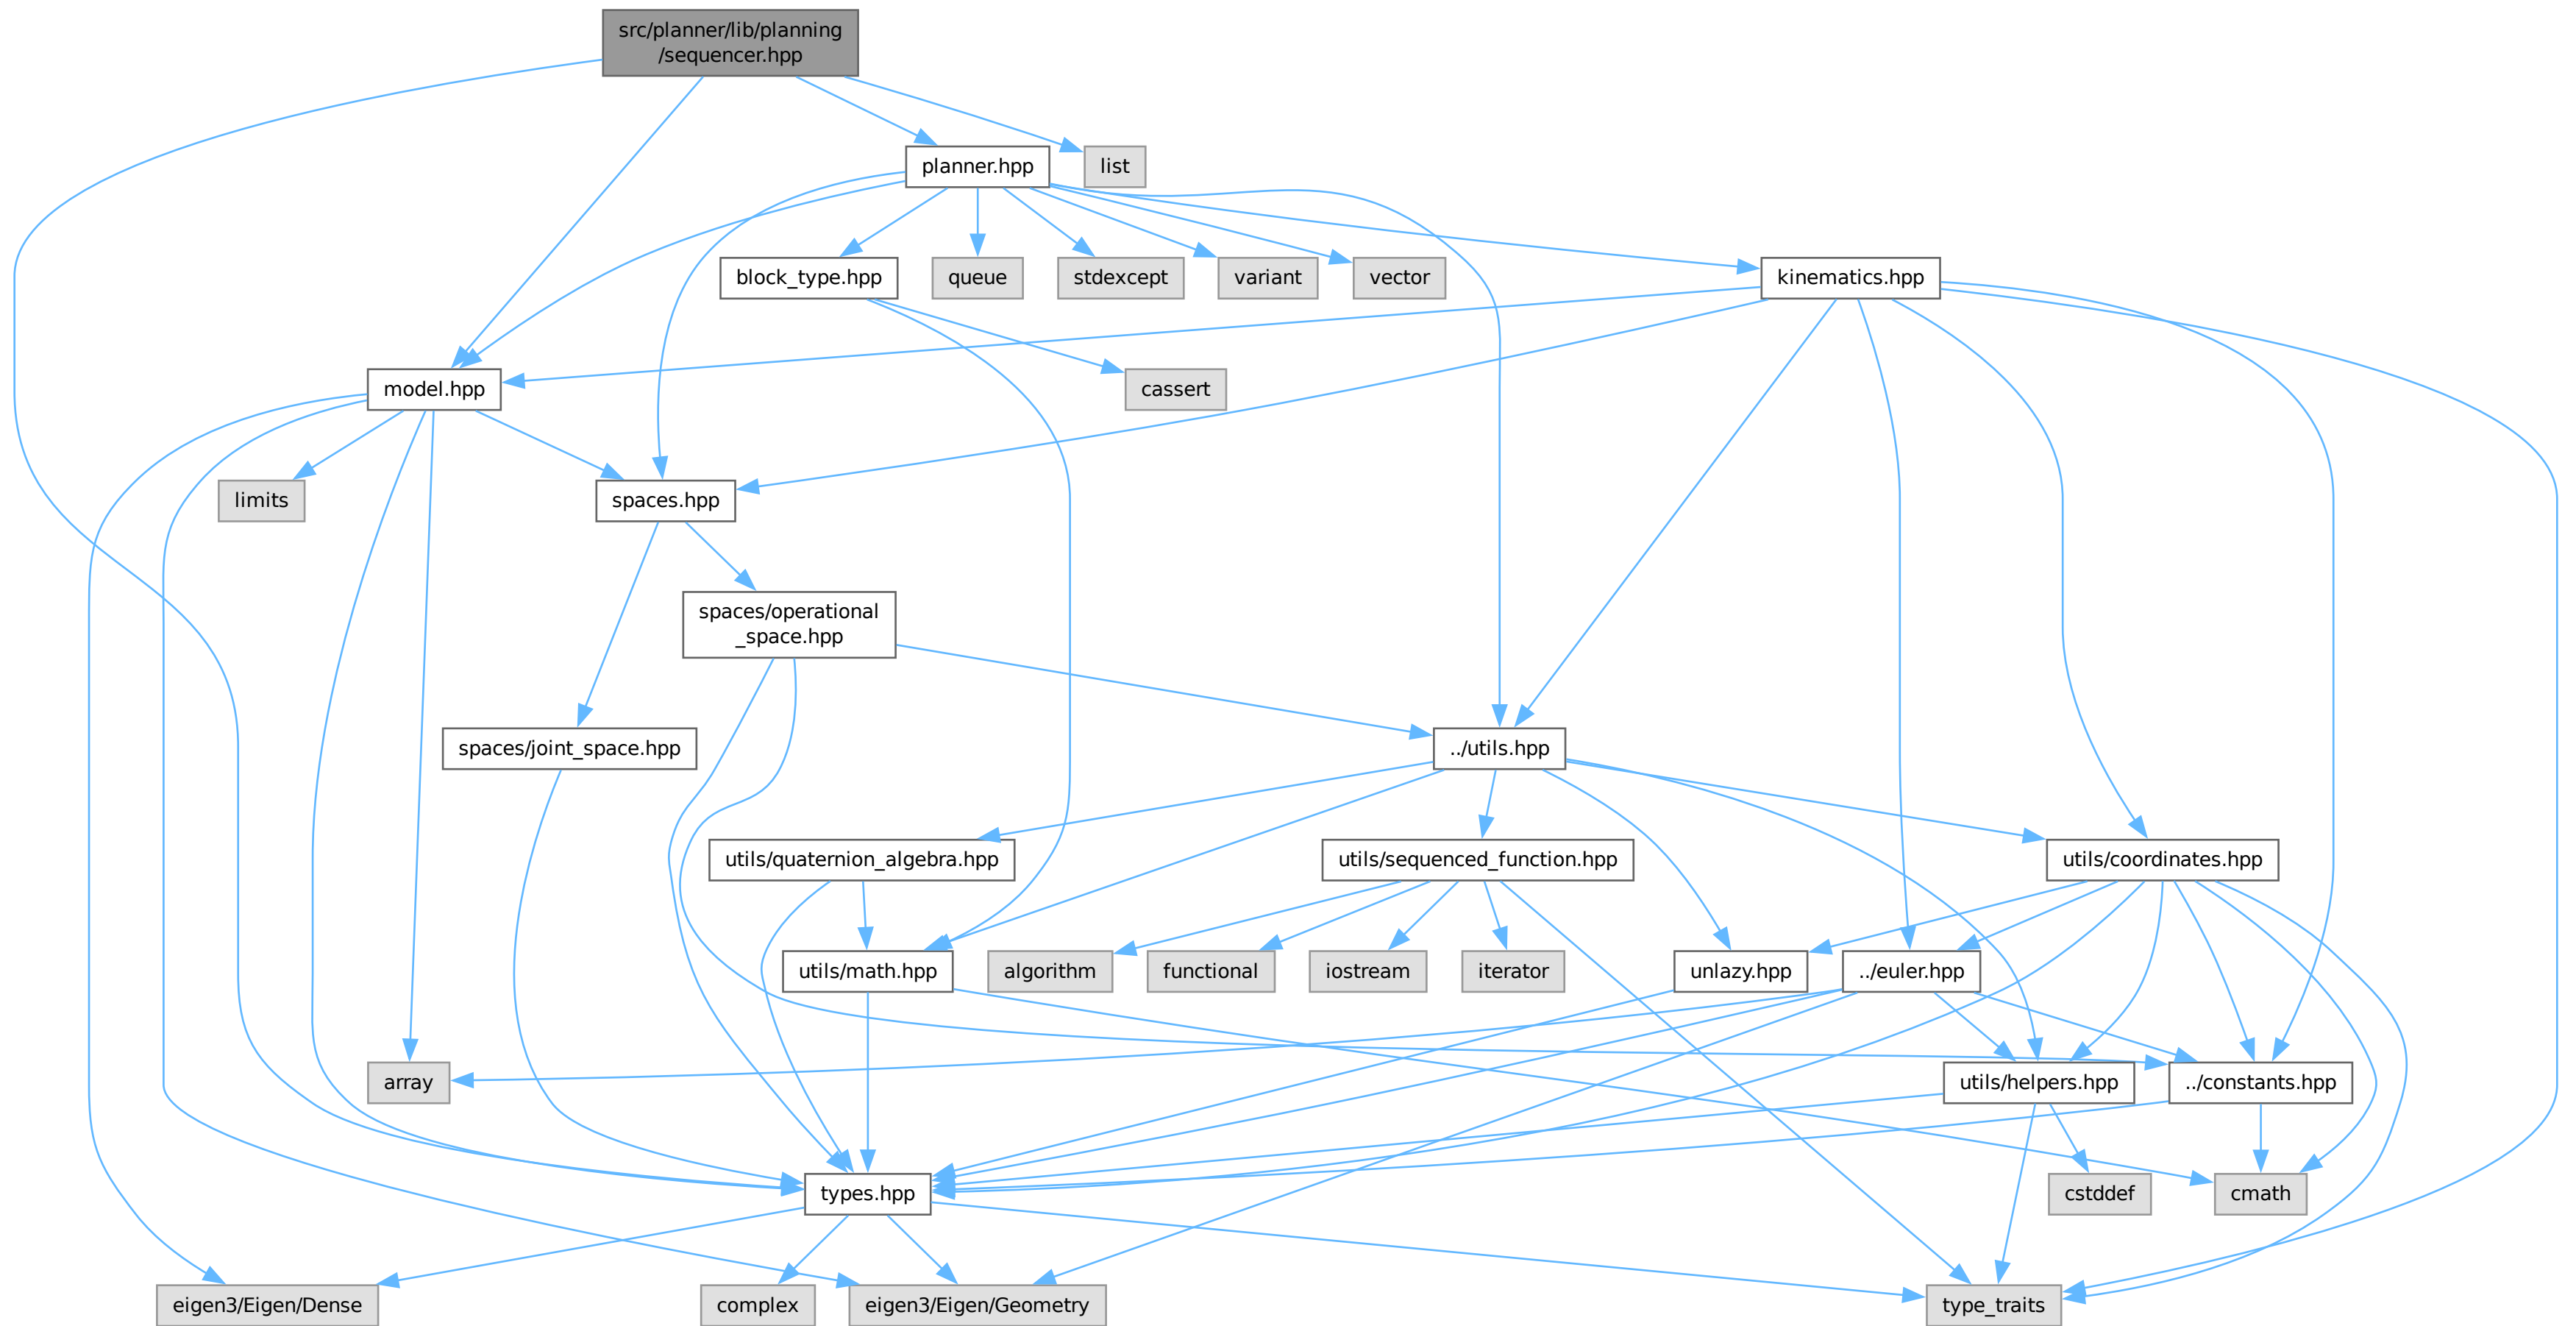 src/planner/lib/planning
/sequencer.hpp
planner.hpp
list
block_type.hpp
queue
stdexcept
variant
vector
kinematics.hpp
model.hpp
cassert
limits
spaces.hpp
spaces/operational
_space.hpp
spaces/joint_space.hpp
../utils.hpp
utils/quaternion_algebra.hpp
utils/sequenced_function.hpp
utils/coordinates.hpp
utils/math.hpp
algorithm
functional
iostream
iterator
unlazy.hpp
../euler.hpp
array
utils/helpers.hpp
../constants.hpp
types.hpp
cstddef
cmath
eigen3/Eigen/Dense
complex
eigen3/Eigen/Geometry
type_traits